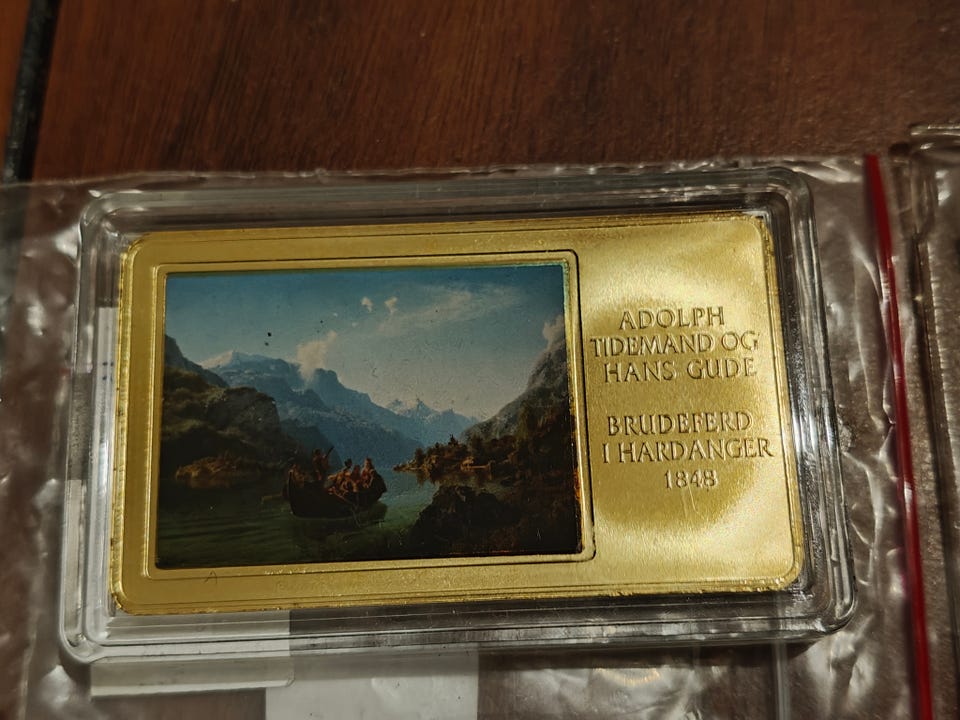 ADOLPH
TIDEMAND OG
HANS GUDE
BRUDEFERD
I HARDANGER
1848